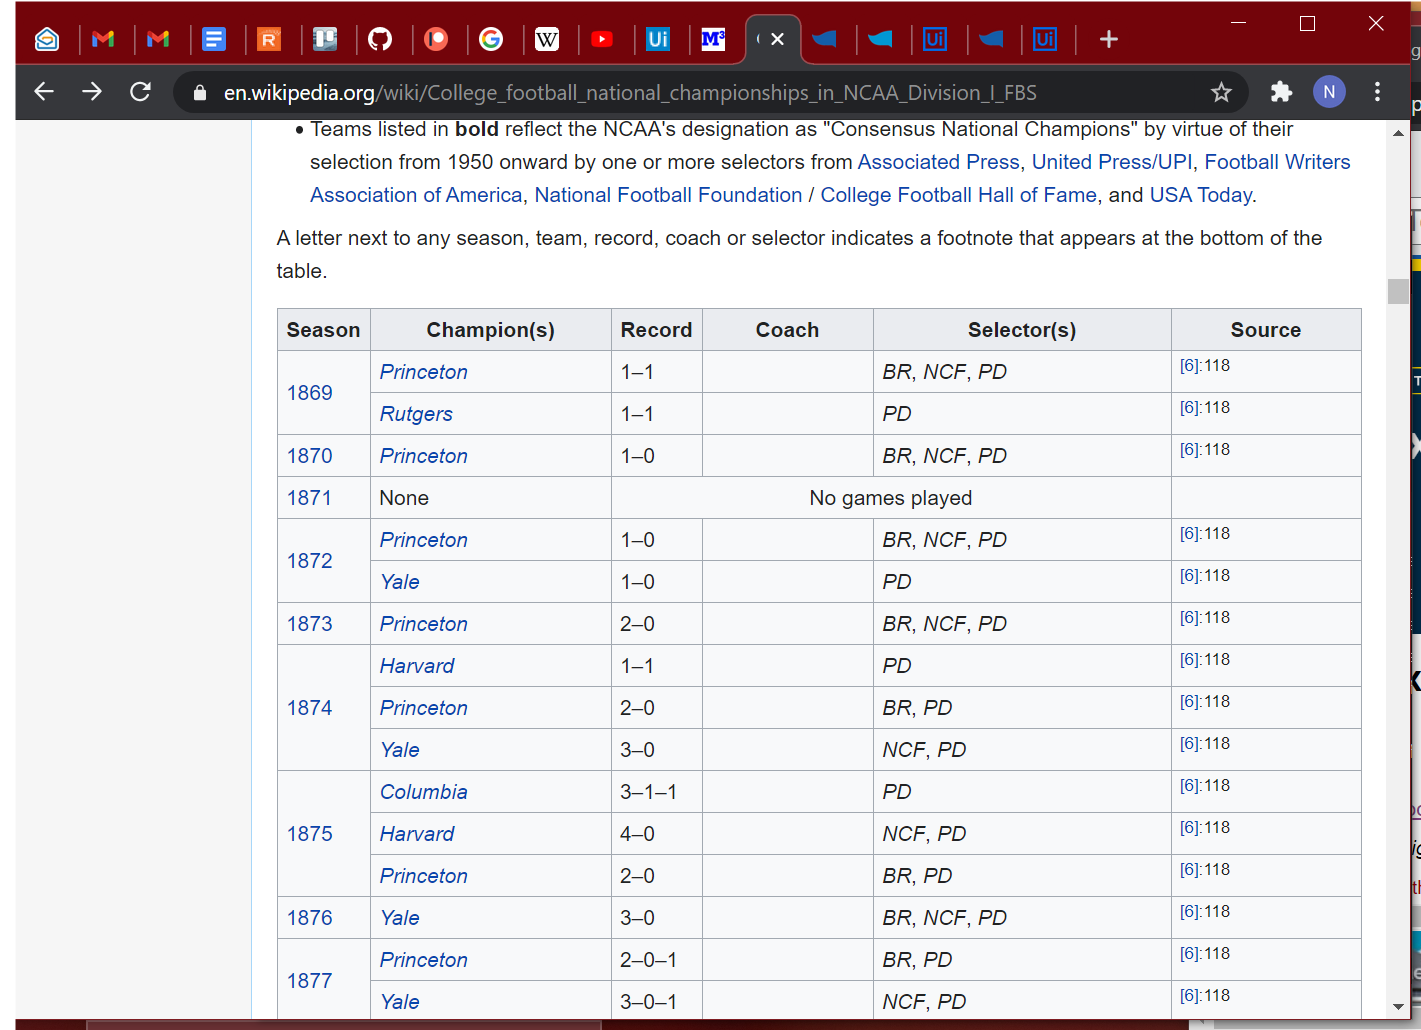 en.wikipedia.org/wiki/College_football_national_championships_in_NCAA_Division_I_FBS
N
• Teams listed in bold reflect the NCAA's designation as "Consensus National Champions" by virtue of their
selection from 1950 onward by one or more selectors from Associated Press, United Press/UPI, Football Writers
Association of America, National Football Foundation / College Football Hall of Fame, and USA Today.
A letter next to any season, team, record, coach or selector indicates a footnote that appears at the bottom of the
table.
Season Champion(s) Record Coach Selector(s) Source
1869 Princeton 1–1 BR, NCF, PD [6]:118
Rutgers 1–1 PD [6]:118
1870 Princeton 1–0 BR, NCF, PD [6]:118
1871 None No games played
1872 Princeton 1–0 BR, NCF, PD [6]:118
Yale 1–0 PD [6]:118
1873 Princeton 2–0 BR, NCF, PD [6]:118
1874 Harvard 1–1 PD [6]:118
Princeton 2–0 BR, PD [6]:118
Yale 3–0 NCF, PD [6]:118
1875 Columbia 3–1–1 PD [6]:118
Harvard 4–0 NCF, PD [6]:118
Princeton 2–0 BR, PD [6]:118
1876 Yale 3–0 BR, NCF, PD [6]:118
1877 Princeton 2–0–1 BR, PD [6]:118
Yale 3–0–1 NCF, PD [6]:118